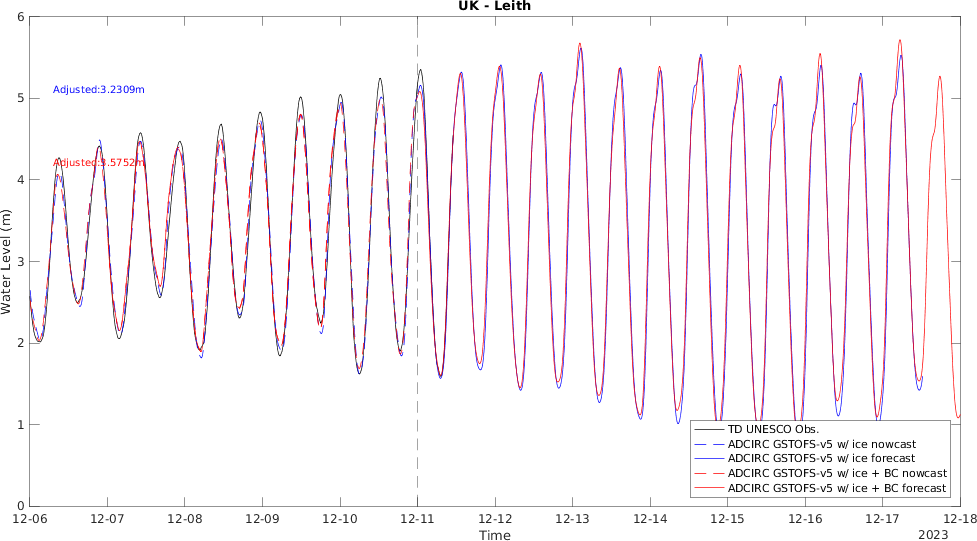 UK - Leith
6
5
4
3
2
1
0
Water Level (m)
Adjusted:3.2309m
Adjusted:3.5752m
TD UNESCO Obs.
ADCIRC GSTOFS-v5 w/ ice nowcast
ADCIRC GSTOFS-v5 w/ ice forecast
ADCIRC GSTOFS-v5 w/ ice + BC nowcast
ADCIRC GSTOFS-v5 w/ ice + BC forecast
12-06 12-07 12-08 12-09 12-10 12-11 12-12 12-13 12-14 12-15 12-16 12-17 12-18
Time
2023